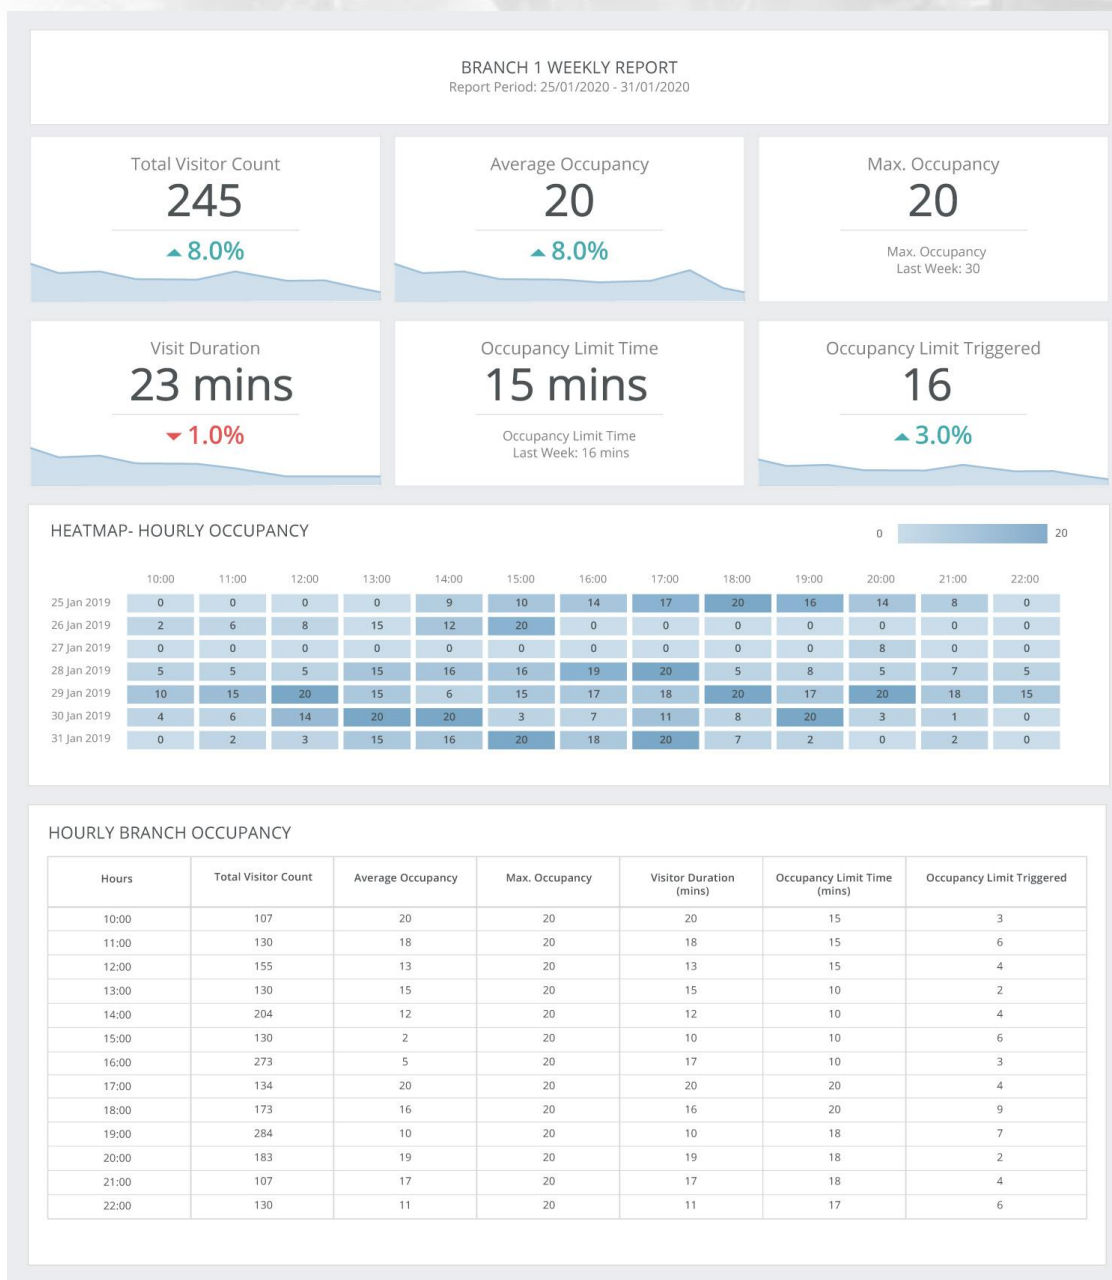 BRANCH 1 WEEKLY REPORT
Report Period: 25/01/2020 - 31/01/2020
Total Visitor Count
245
8.0%
Average Occupancy
20
8.0%
Max. Occupancy
20
Max. Occupancy
Last Week: 30
Visit Duration
23 mins
1.0%
Occupancy Limit Time
15 mins
Occupancy Limit Time
Last Week: 16 mins
Occupancy Limit Triggered
16
3.0%
HEATMAP- HOURLY OCCUPANCY
0 20
10:00 11:00 12:00 13:00 14:00 15:00 16:00 17:00 18:00 19:00 20:00 21:00 22:00
25 Jan 2019 0 0 0 0 9 10 14 17 20 16 14 8 0
26 Jan 2019 2 6 8 15 12 20 0 0 0 0 0 0 0
27 Jan 2019 0 0 0 0 0 0 0 0 0 0 8 0 0
28 Jan 2019 5 5 5 15 16 16 19 20 5 8 5 7 5
29 Jan 2019 10 15 20 15 6 15 17 18 20 17 20 18 15
30 Jan 2019 4 6 14 20 20 3 7 11 8 20 3 1 0
31 Jan 2019 0 2 3 15 16 20 18 20 7 2 0 2 0
HOURLY BRANCH OCCUPANCY
Hours Total Visitor Count Average Occupancy Max. Occupancy Visitor Duration (mins) Occupancy Limit Time (mins) Occupancy Limit Triggered
10:00 107 20 20 20 15 3
11:00 130 18 20 18 15 6
12:00 155 13 20 13 15 4
13:00 130 15 20 15 10 2
14:00 204 12 20 12 10 4
15:00 130 2 20 10 10 6
16:00 273 5 20 17 10 3
17:00 134 20 20 20 20 4
18:00 173 16 20 16 20 9
19:00 284 10 20 10 18 7
20:00 183 19 20 19 18 2
21:00 107 17 20 17 18 4
22:00 130 11 20 11 17 6